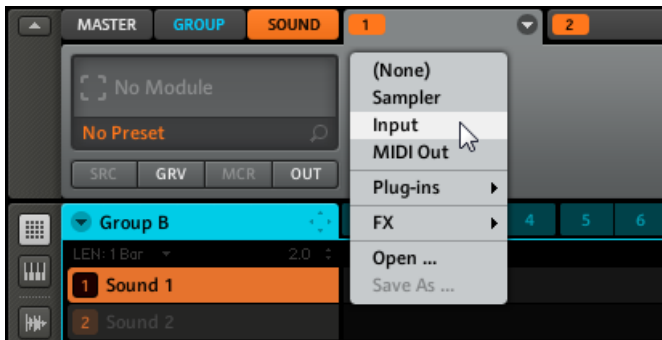 MASTER GROUP SOUND 1 2
No Module
No Preset
SRC GRV MCR OUT
(None)
Sampler
Input
MIDI Out
Plug-ins
FX
Open ...
Save As ...
Group B 4 5 6
LEN: 1 Bar 2.0
1 Sound 1
2 Sound 2